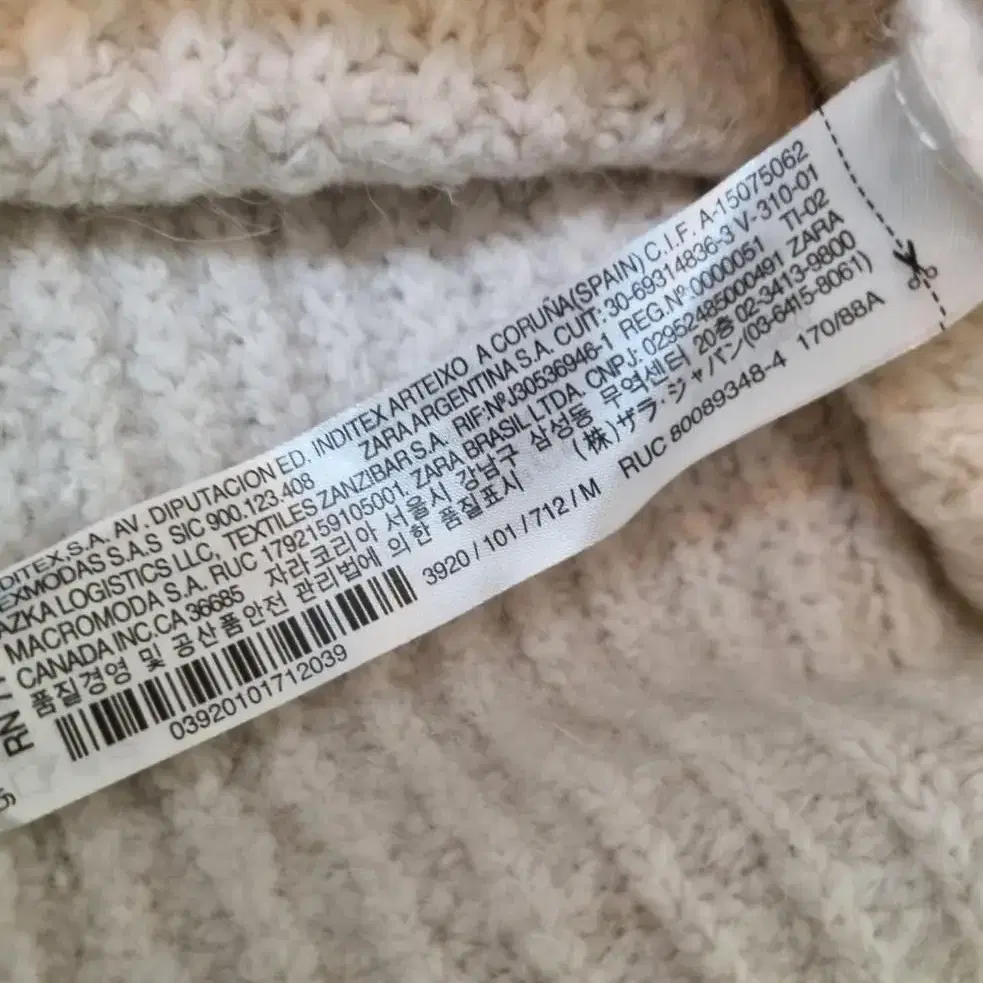 DITEX.S.A. AV. DIPUTACION ED. INDITEX ARTEIXO A CORUÑA(SPAIN) C.I.F. A-15075062
EXMODAS S.A.S SIC 900.123.408 ZARA ARGENTINA S.A. CUIT: 30-69314836-3 V-310-01
AZKA LOGISTICS LLC, TEXTILES ZANZIBAR S.A. RIF:NºJ30536946-1 REG.Nº:0000051 TI-02
MACROMODA S.A. RUC 1792159105001, ZARA BRASIL LTDA. CNPJ: 02952485000491 ZARA
CANADA INC.CA 36685 자라코리아 서울시 강남구 삼성동 무역센터 20층 02-3413-9800
품질경영 및 공산품안전 관리법에 의한 품질표시 (株)ザラ・ジャパン(03-6415-8061)
RN
3920 / 101 / 712 / M RUC 80089348-4 170/88A
03920101712039